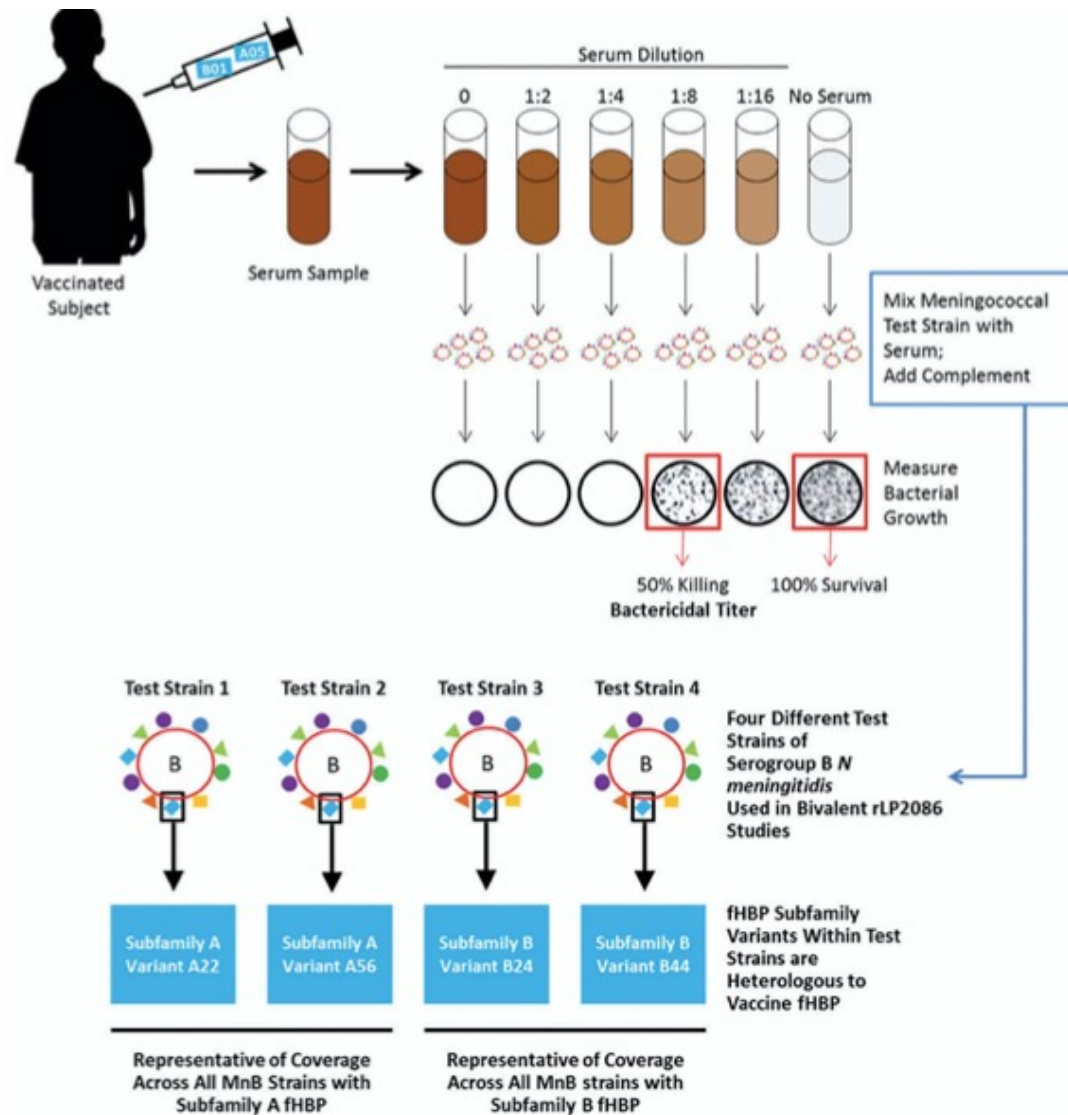 B01 A05
Serum Dilution
0 1:2 1:4 1:8 1:16 No Serum
Vaccinated
Subject
Serum Sample
Mix Meningococcal
Test Strain with
Serum;
Add Complement
Measure
Bacterial
Growth
50% Killing
Bactericidal Titer
100% Survival
Test Strain 1 Test Strain 2 Test Strain 3 Test Strain 4
B B B B
Four Different Test
Strains of
Serogroup B N
meningitidis
Used in Bivalent rLP2086
Studies
Subfamily A
Variant A22
Subfamily A
Variant A56
Subfamily B
Variant B24
Subfamily B
Variant B44
fHBP Subfamily
Variants Within Test
Strains are
Heterologous to
Vaccine fHBP
Representative of Coverage
Across All MnB Strains with
Subfamily A fHBP
Representative of Coverage
Across All MnB strains with
Subfamily B fHBP